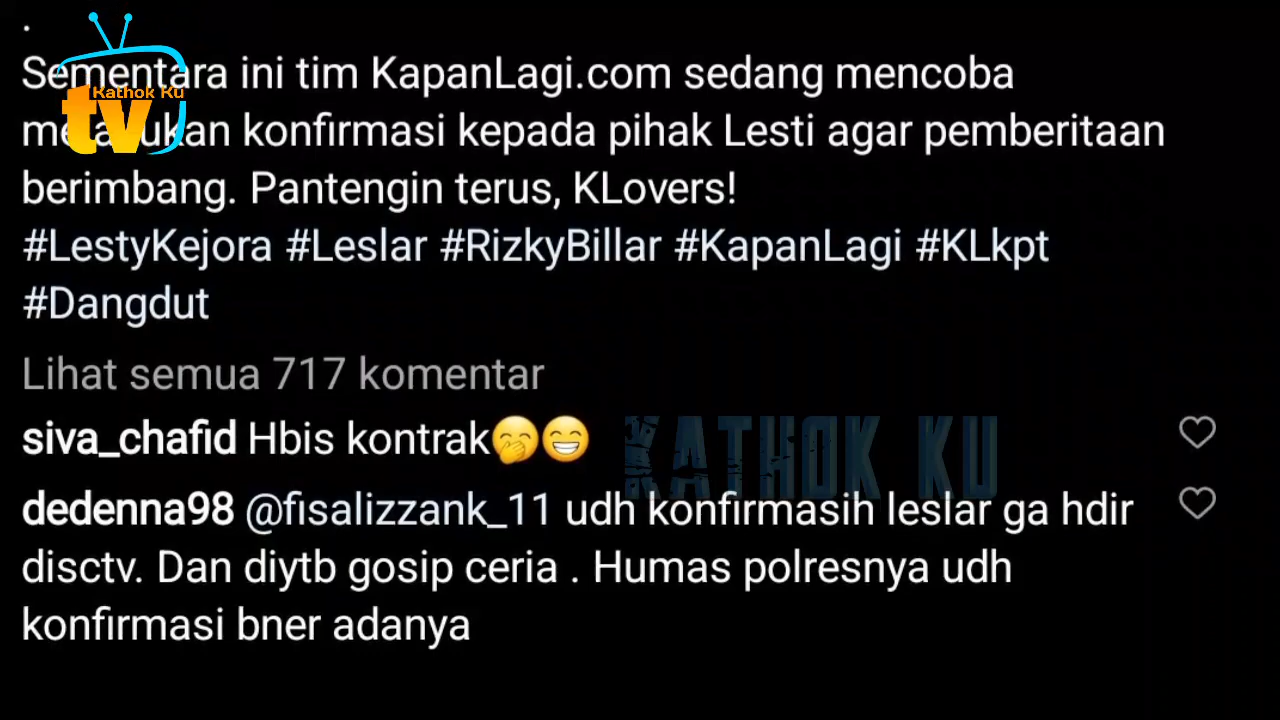 .
Sementara ini tim KapanLagi.com sedang mencoba
melakukan konfirmasi kepada pihak Lesti agar pemberitaan
berimbang. Pantengin terus, KLovers!
#LestyKejora #Leslar #RizkyBillar #KapanLagi #KLkpt
#Dangdut
Lihat semua 717 komentar
siva_chafid Hbis kontrak🤭😁
dedenna98 @fisalizzank_11 udh konfirmasih leslar ga hdir
disctv. Dan diytb gosip ceria . Humas polresnya udh
konfirmasi bner adanya
Kathok Ku
tv
KATHOK KU